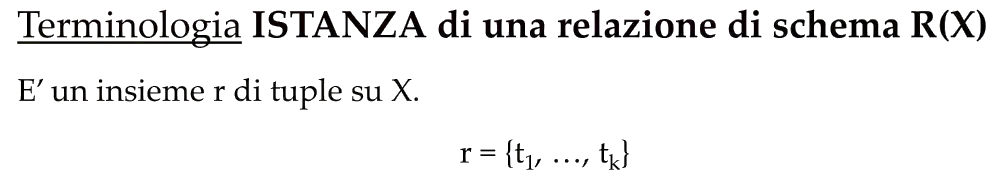 Terminologia ISTANZA di una relazione di schema R(X)
E’ un insieme r di tuple su X.
r = {t1, …, tk}